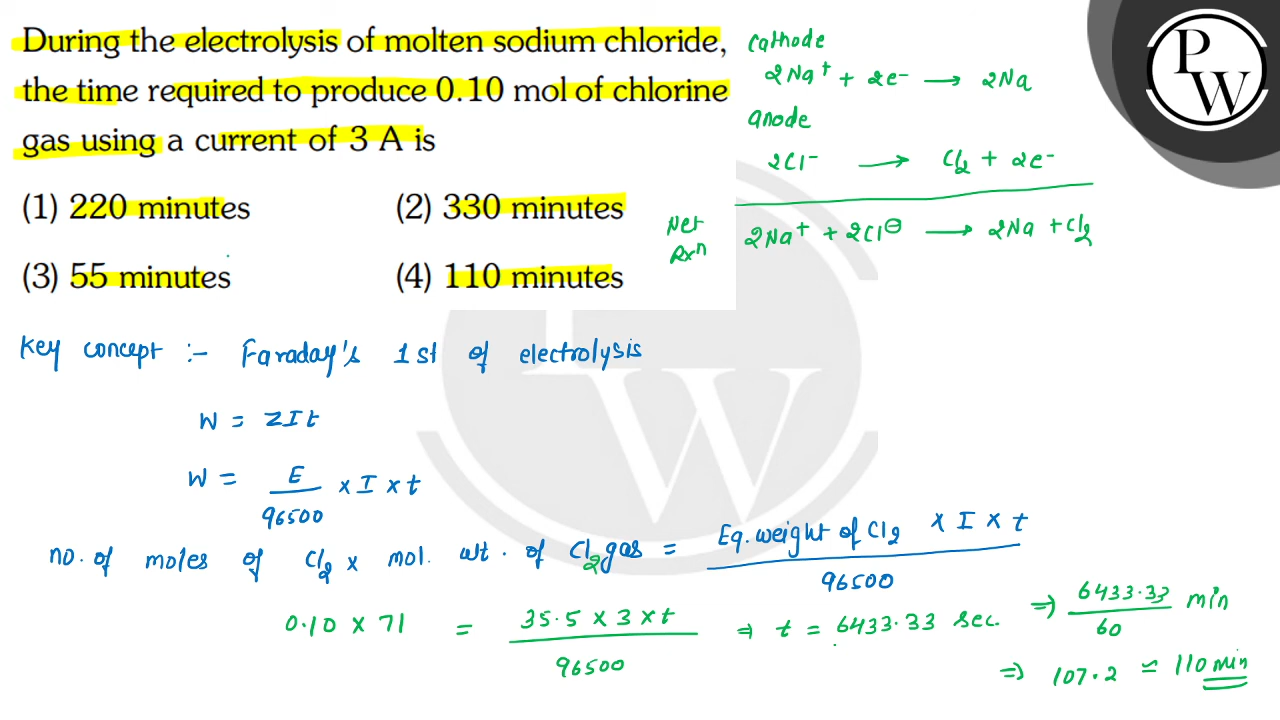 During the electrolysis of molten sodium chloride,
the time required to produce 0.10 mol of chlorine
gas using a current of 3 A is
(1) 220 minutes (2) 330 minutes
(3) 55 minutes (4) 110 minutes
cathode
2Na⁺ + 2e⁻ → 2Na
anode
2Cl⁻ → Cl₂ + 2e⁻
Net 2Na⁺ + 2Cl⊖ → 2Na + Cl₂
Rxⁿ
PW
Key concept :- Faraday's 1st of electrolysis
W = ZIt
W = E/96500 × I × t
no. of moles of Cl₂ × mol. wt. of Cl₂ gas = Eq. weight of Cl₂ × I × t / 96500
0.10 × 71 = 35.5 × 3 × t / 96500 ⇒ t = 6433.33 sec. ⇒ 6433.33/60 min
⇒ 107.2 ≃ 110 min